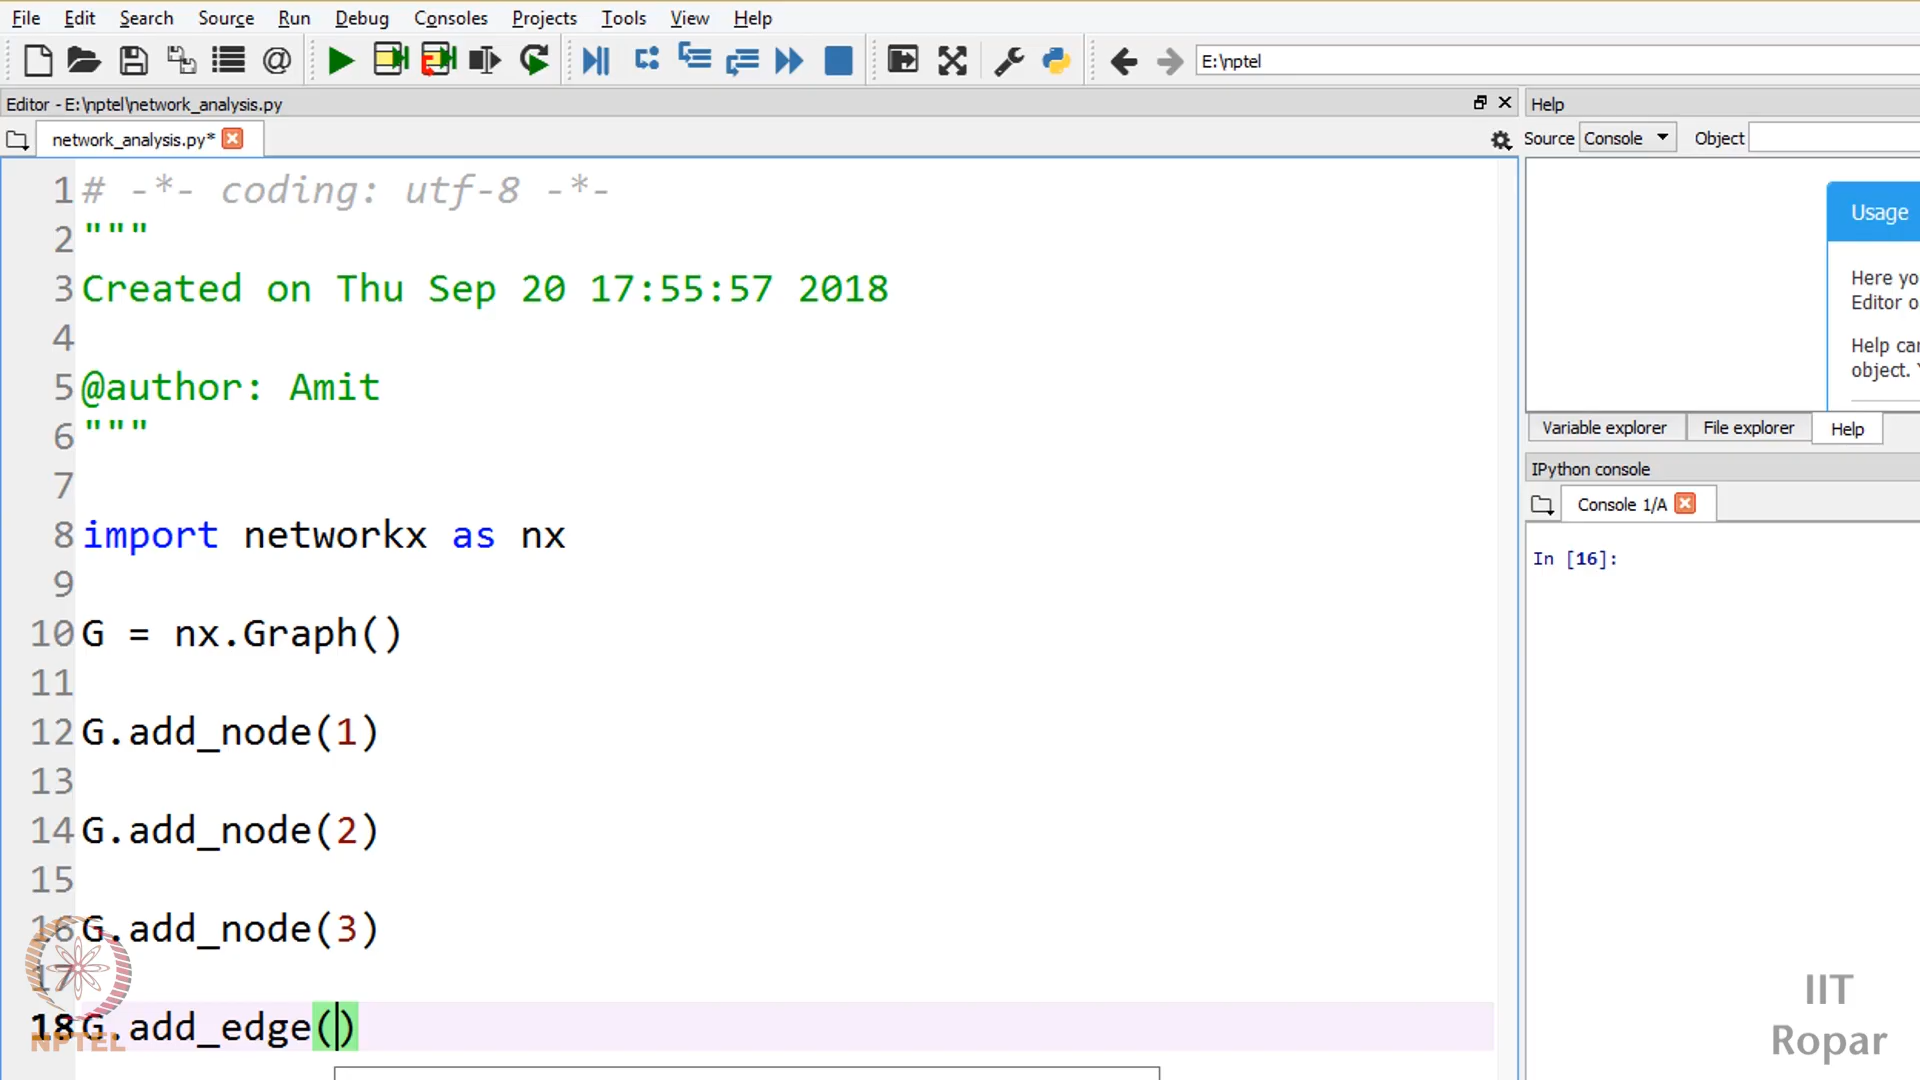 File Edit Search Source Run Debug Consoles Projects Tools View Help
E:\nptel
Editor - E:\nptel\network_analysis.py
network_analysis.py*
Help
Source Console Object
1 # -*- coding: utf-8 -*-
2 """
3 Created on Thu Sep 20 17:55:57 2018
4
5 @author: Amit
6 """
7
8 import networkx as nx
9
10 G = nx.Graph()
11
12 G.add_node(1)
13
14 G.add_node(2)
15
16 G.add_node(3)
17
18 G.add_edge()
Usage
Here yo
Editor o
Help can
object. Y
Variable explorer File explorer Help
IPython console
Console 1/A
In [16]:
NPTEL
IIT
Ropar